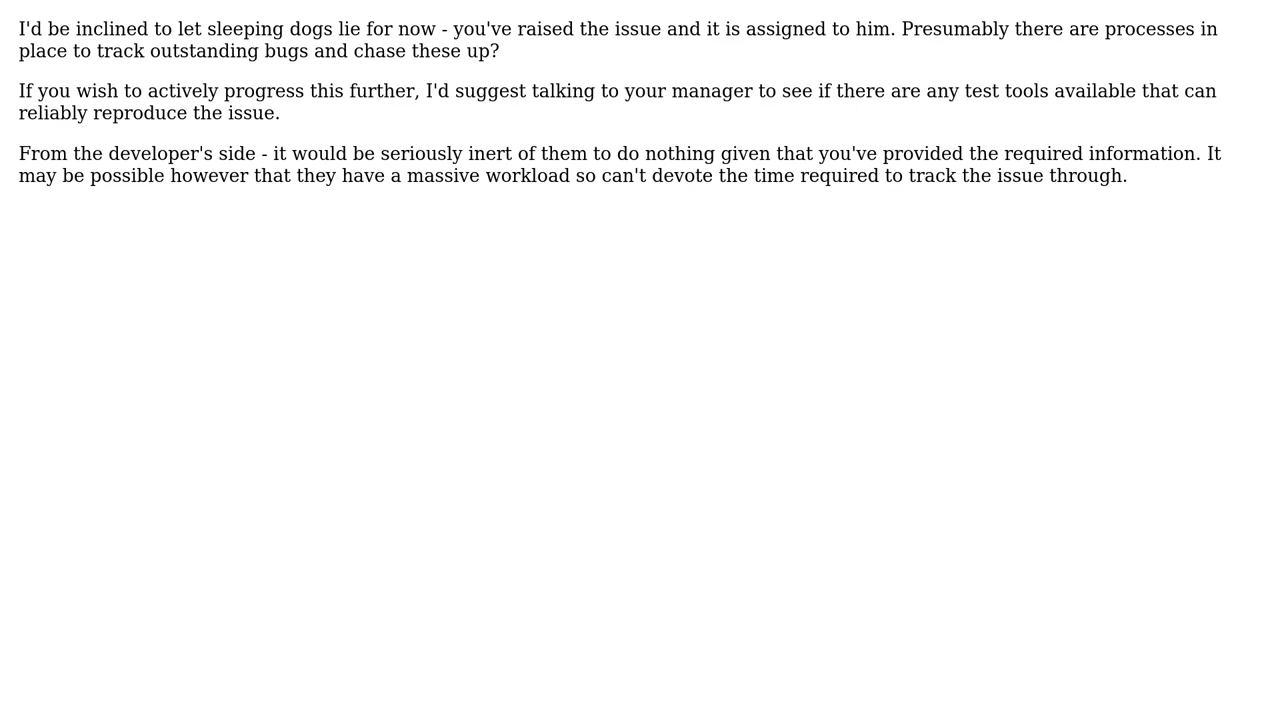 I'd be inclined to let sleeping dogs lie for now - you've raised the issue and it is assigned to him. Presumably there are processes in
place to track outstanding bugs and chase these up?
If you wish to actively progress this further, I'd suggest talking to your manager to see if there are any test tools available that can
reliably reproduce the issue.
From the developer's side - it would be seriously inert of them to do nothing given that you've provided the required information. It
may be possible however that they have a massive workload so can't devote the time required to track the issue through.